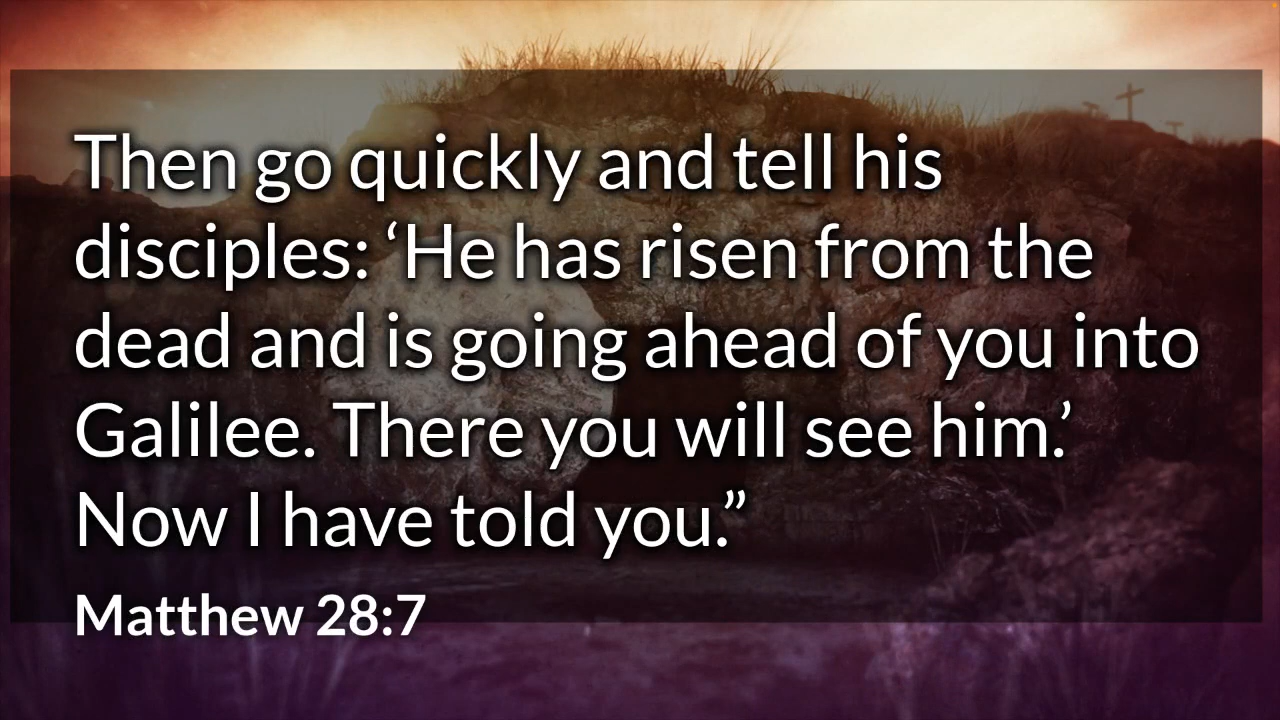 Then go quickly and tell his
disciples: ‘He has risen from the
dead and is going ahead of you into
Galilee. There you will see him.’
Now I have told you.”
Matthew 28:7